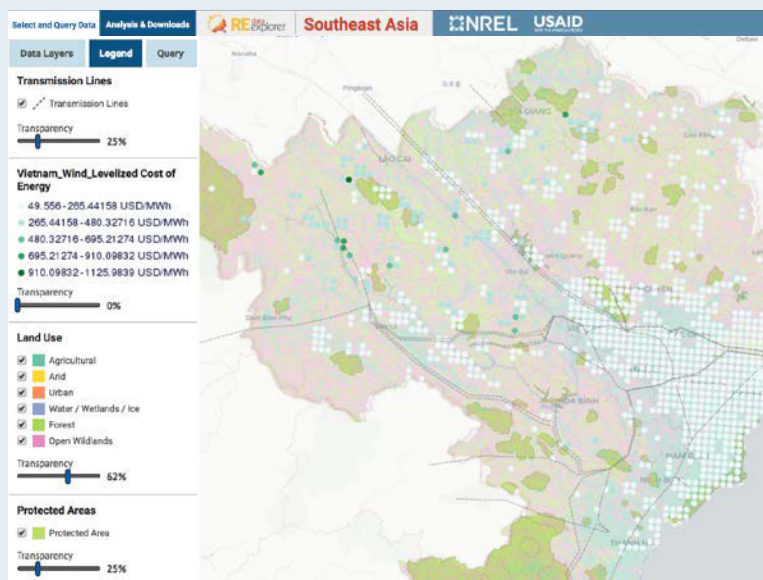 Select and Query Data
Analysis & Downloads
RE data explorer
Southeast Asia
NREL
USAID
Data Layers
Legend
Query
Transmission Lines
Transmission Lines
Transparency
25%
Vietnam_Wind_Levelized Cost of
Energy
49.556-265.44158 USD/MWh
265.44158-480.32716 USD/MWh
480.32716-695.21274 USD/MWh
695.21274-910.09832 USD/MWh
910.09832-1125.9839 USD/MWh
Transparency
0%
Land Use
Agricultural
Arid
Urban
Water / Wetlands / Ice
Forest
Open Wildlands
Transparency
62%
Protected Areas
Protected Area
Transparency
25%
Pingbian
LAO CAI